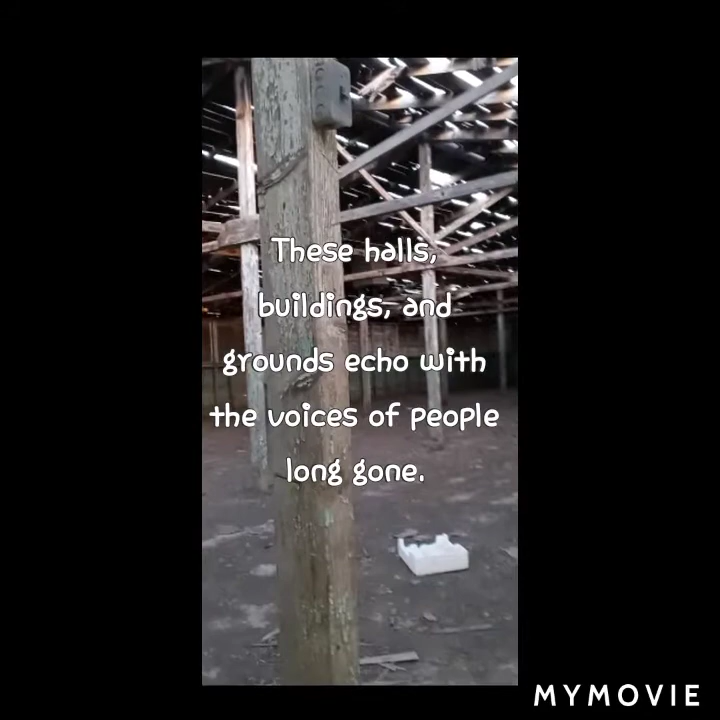 These halls,
buildings, and
grounds echo with
the voices of people
long gone.
MYMOVIE